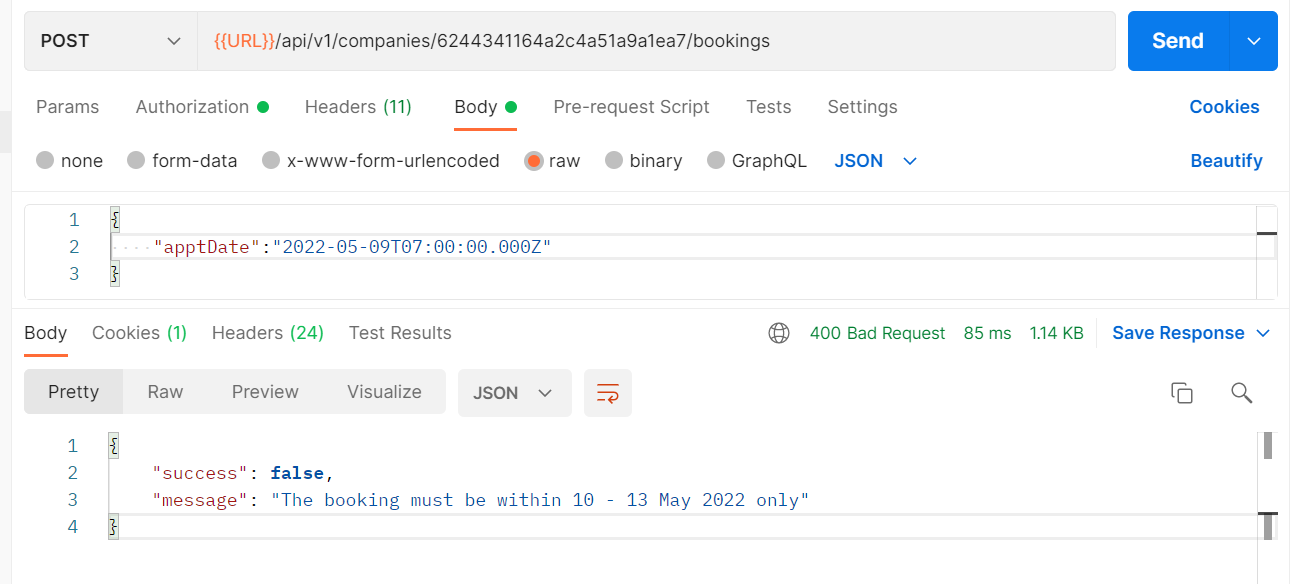 POST {{URL}}/api/v1/companies/6244341164a2c4a51a9a1ea7/bookings Send
Params Authorization Headers (11) Body Pre-request Script Tests Settings Cookies
none form-data x-www-form-urlencoded raw binary GraphQL JSON Beautify
1 {
2 "apptDate":"2022-05-09T07:00:00.000Z"
3 }
Body Cookies (1) Headers (24) Test Results 400 Bad Request 85 ms 1.14 KB Save Response
Pretty Raw Preview Visualize JSON
1 {
2 "success": false,
3 "message": "The booking must be within 10 - 13 May 2022 only"
4 }